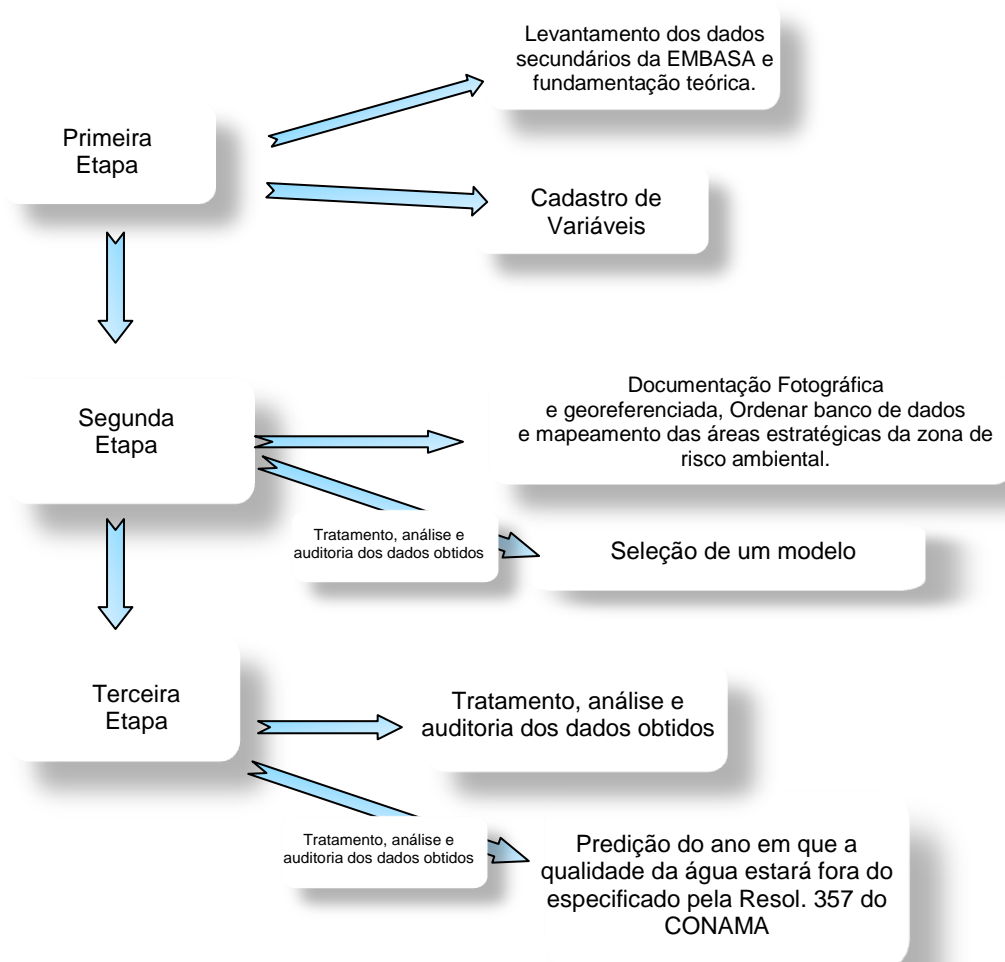 Levantamento dos dados
secundários da EMBASA e
fundamentação teórica.
Primeira
Etapa
Cadastro de
Variáveis
Documentação Fotográfica
e georeferenciada, Ordenar banco de dados
e mapeamento das áreas estratégicas da zona de
risco ambiental.
Segunda
Etapa
Tratamento, análise e
auditoria dos dados obtidos
Seleção de um modelo
Terceira
Etapa
Tratamento, análise e
auditoria dos dados obtidos
Tratamento, análise e
auditoria dos dados obtidos
Predição do ano em que a
qualidade da água estará fora do
especificado pela Resol. 357 do
CONAMA